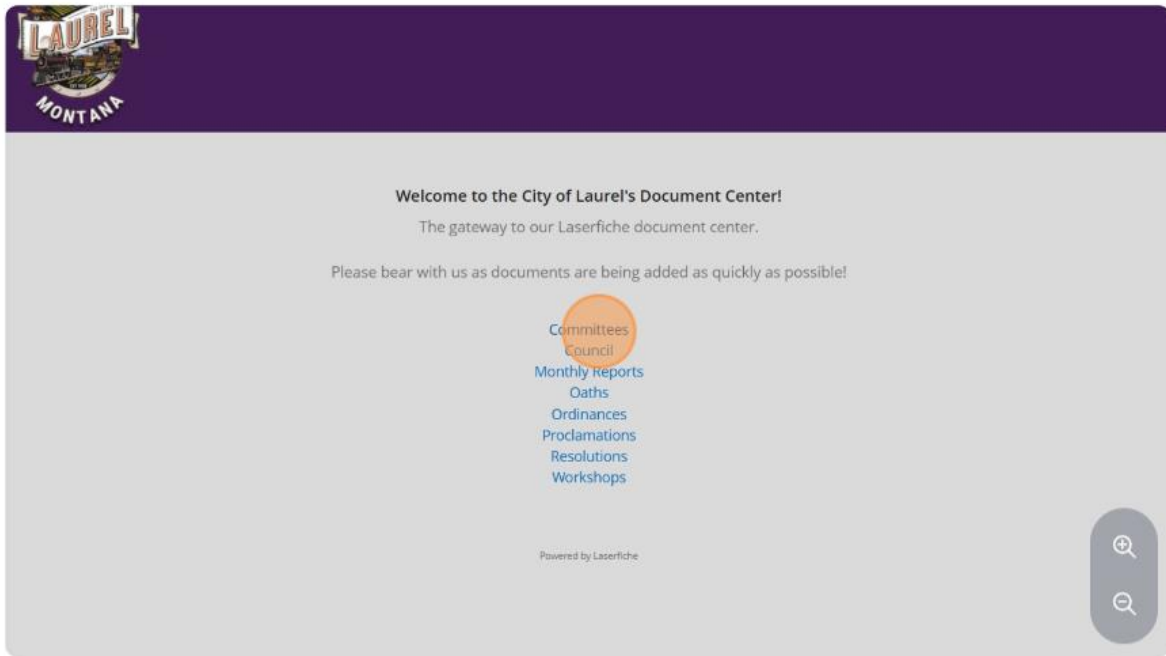 LAUREL
MONTANA
Welcome to the City of Laurel's Document Center!
The gateway to our Laserfiche document center.
Please bear with us as documents are being added as quickly as possible!
Committees
Council
Monthly Reports
Oaths
Ordinances
Proclamations
Resolutions
Workshops
Powered by Laserfiche